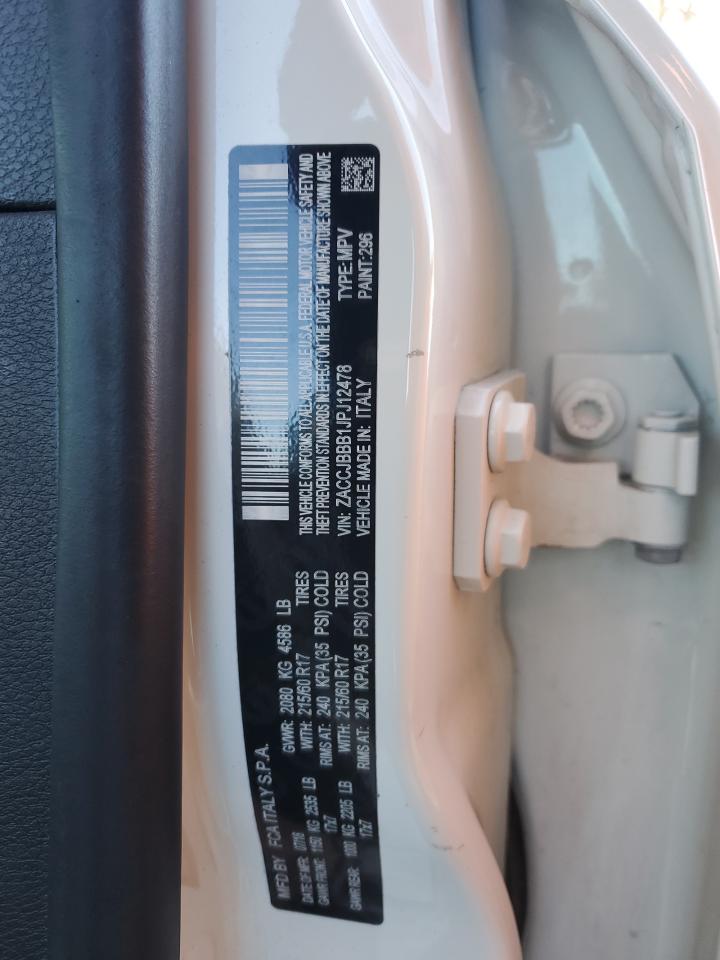 MFD BY FCA ITALY S.P.A.
DATE OF MFR: 07/18 GVWR: 2080 KG 4586 LB
GAWR FRONT: 1150 KG 2535 LB WITH: 215/60 R17 TIRES
17x7 RIMS AT: 240 KPA(35 PSI) COLD
GAWR REAR: 1000 KG 2205 LB WITH: 215/60 R17 TIRES
17x7 RIMS AT: 240 KPA(35 PSI) COLD
THIS VEHICLE CONFORMS TO ALL APPLICABLE U.S.A. FEDERAL MOTOR VEHICLE SAFETY AND
THEFT PREVENTION STANDARDS IN EFFECT ON THE DATE OF MANUFACTURE SHOWN ABOVE
VIN: ZACCJBBB1JPJ12478 TYPE:MPV
VEHICLE MADE IN: ITALY PAINT:296